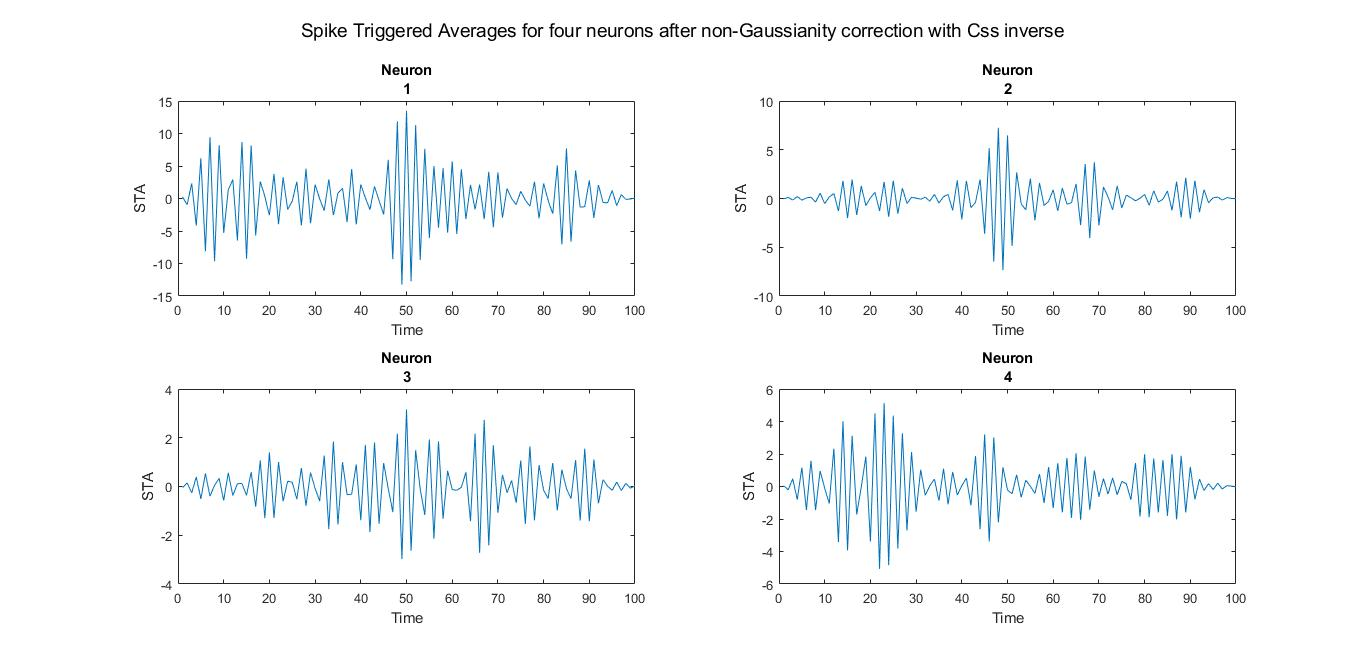 Spike Triggered Averages for four neurons after non-Gaussianity correction with Css inverse
Neuron
1
15
10
5
0
-5
-10
-15
STA
0 10 20 30 40 50 60 70 80 90 100
Time
Neuron
2
10
5
0
-5
-10
STA
0 10 20 30 40 50 60 70 80 90 100
Time
Neuron
3
4
2
0
-2
-4
STA
0 10 20 30 40 50 60 70 80 90 100
Time
Neuron
4
6
4
2
0
-2
-4
-6
STA
0 10 20 30 40 50 60 70 80 90 100
Time